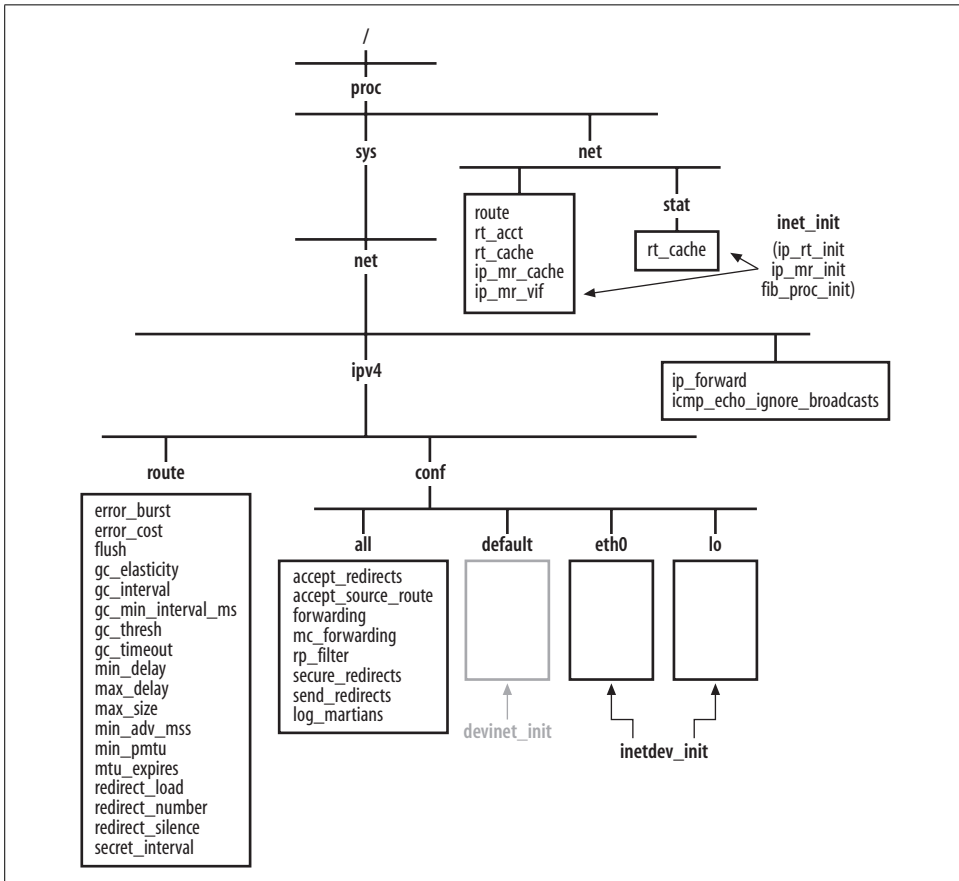 /
proc
sys
net
route
rt_acct
rt_cache
ip_mr_cache
ip_mr_vif
stat
rt_cache
inet_init
(ip_rt_init
ip_mr_init
fib_proc_init)
net
ipv4
ip_forward
icmp_echo_ignore_broadcasts
route
conf
error_burst
error_cost
flush
gc_elasticity
gc_interval
gc_min_interval_ms
gc_thresh
gc_timeout
min_delay
max_delay
max_size
min_adv_mss
min_pmtu
mtu_expires
redirect_load
redirect_number
redirect_silence
secret_interval
all
default
eth0
lo
accept_redirects
accept_source_route
forwarding
mc_forwarding
rp_filter
secure_redirects
send_redirects
log_martians
devinet_init
inetdev_init